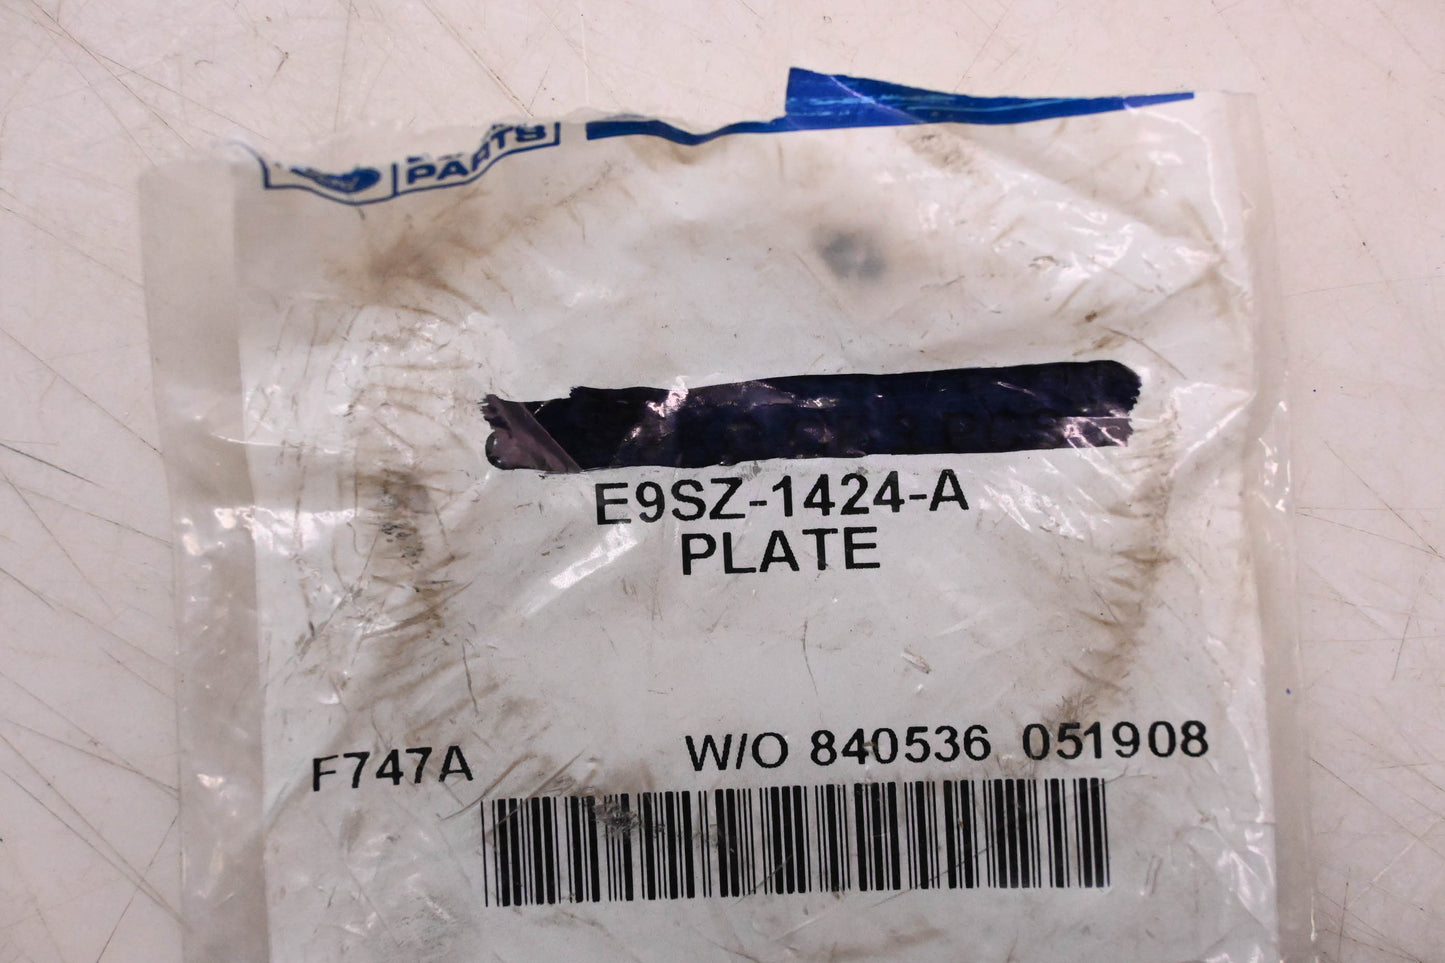 PARTS
E9SZ-1424-A
PLATE
F747A
W/O 840536 051908